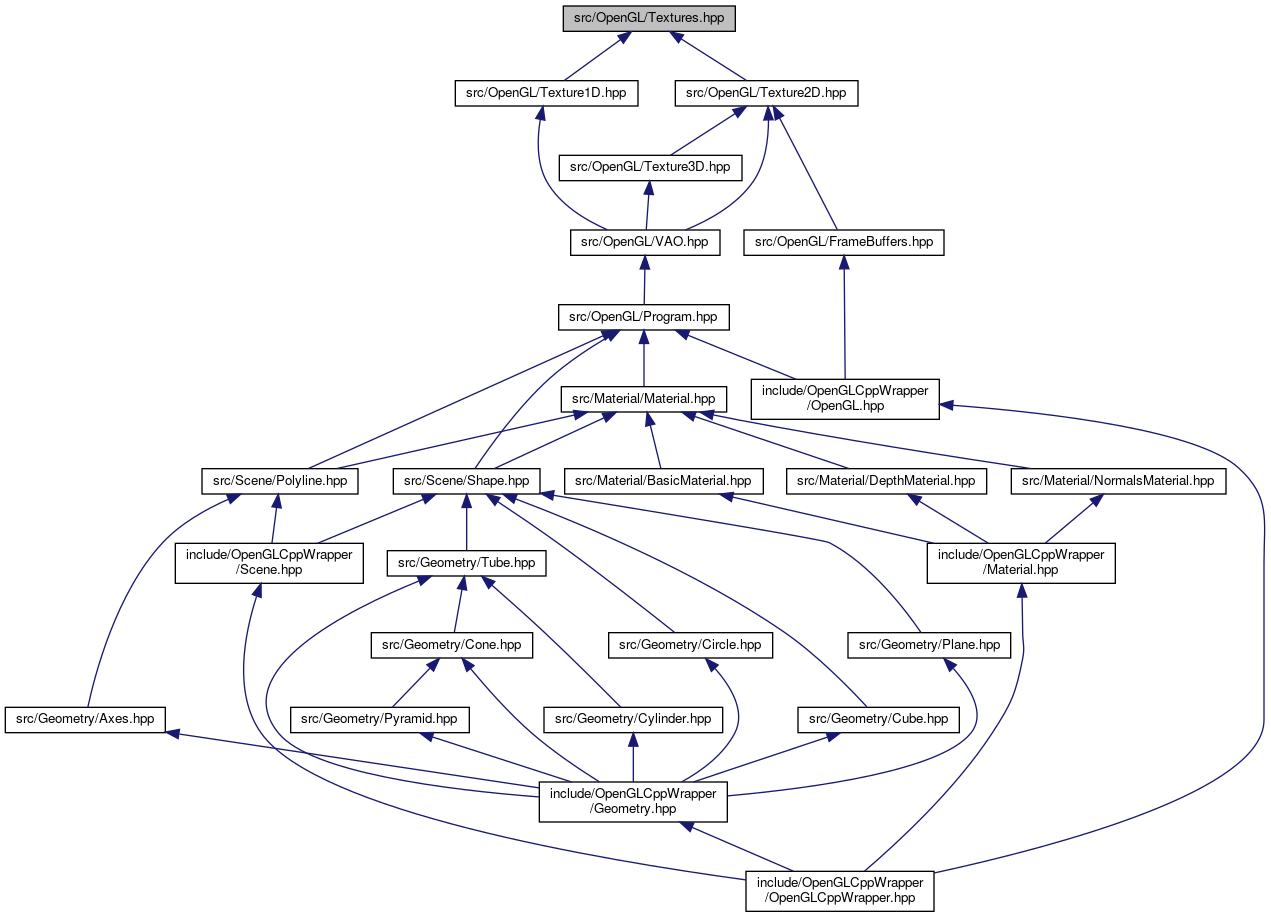 src/OpenGL/Textures.hpp
src/OpenGL/Texture1D.hpp
src/OpenGL/Texture2D.hpp
src/OpenGL/Texture3D.hpp
src/OpenGL/VAO.hpp
src/OpenGL/FrameBuffers.hpp
src/OpenGL/Program.hpp
src/Material/Material.hpp
include/OpenGLCppWrapper
/OpenGL.hpp
src/Scene/Polyline.hpp
src/Scene/Shape.hpp
src/Material/BasicMaterial.hpp
src/Material/DepthMaterial.hpp
src/Material/NormalsMaterial.hpp
include/OpenGLCppWrapper
/Scene.hpp
src/Geometry/Tube.hpp
include/OpenGLCppWrapper
/Material.hpp
src/Geometry/Cone.hpp
src/Geometry/Circle.hpp
src/Geometry/Plane.hpp
src/Geometry/Axes.hpp
src/Geometry/Pyramid.hpp
src/Geometry/Cylinder.hpp
src/Geometry/Cube.hpp
include/OpenGLCppWrapper
/Geometry.hpp
include/OpenGLCppWrapper
/OpenGLCppWrapper.hpp